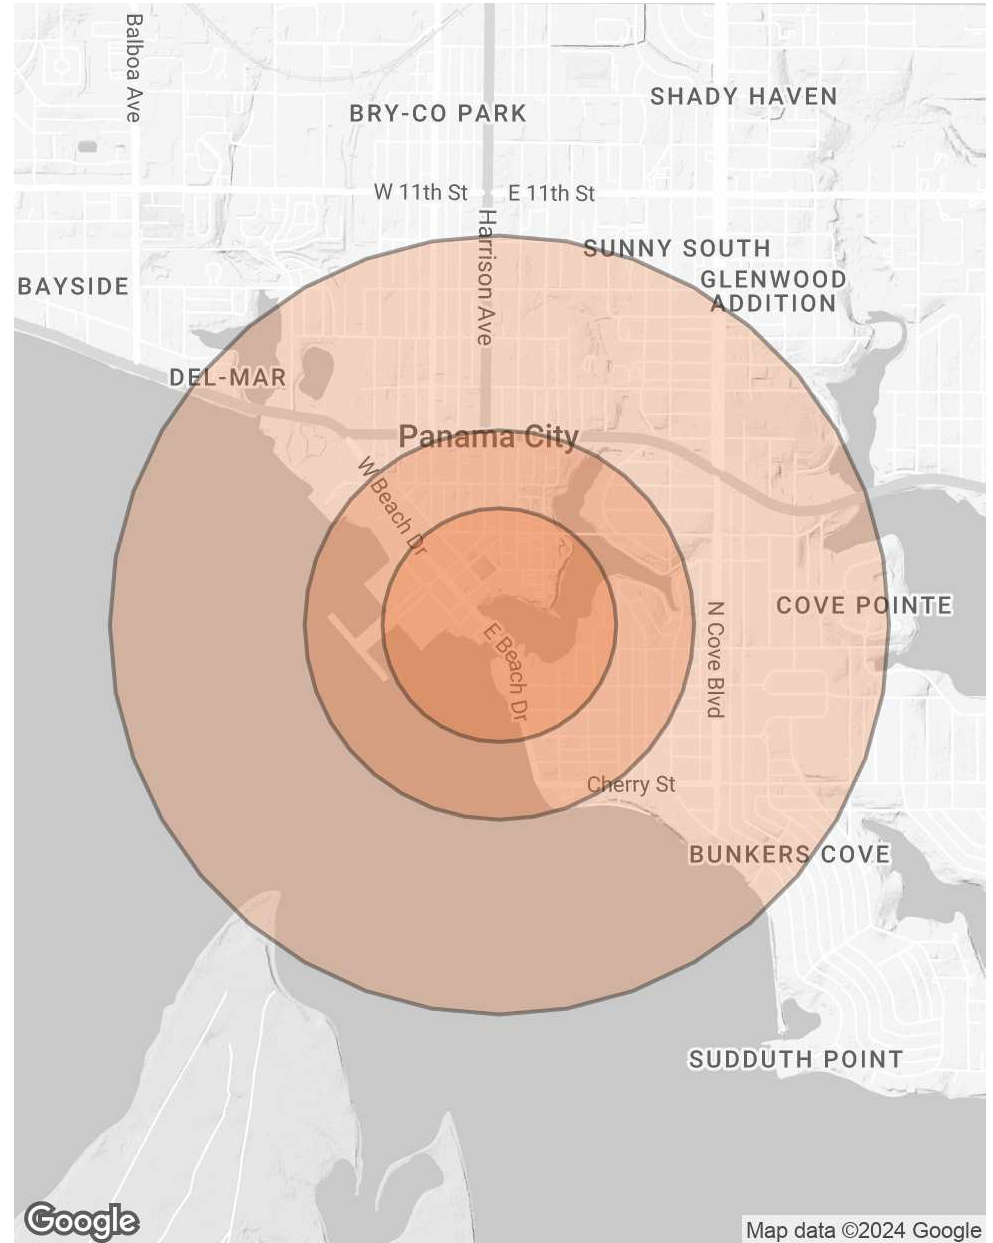 Balboa Ave
SHADY HAVEN
BRY-CO PARK
W 11th St
E 11th St
Harrison Ave
SUNNY SOUTH
GLENWOOD
ADDITION
BAYSIDE
DEL-MAR
Panama City
W Beach Dr
COVE POINTE
N Cove Blvd
E Beach Dr
Cherry St
BUNKERS COVE
SUDDUTH POINT
Google
Map data ©2024 Google